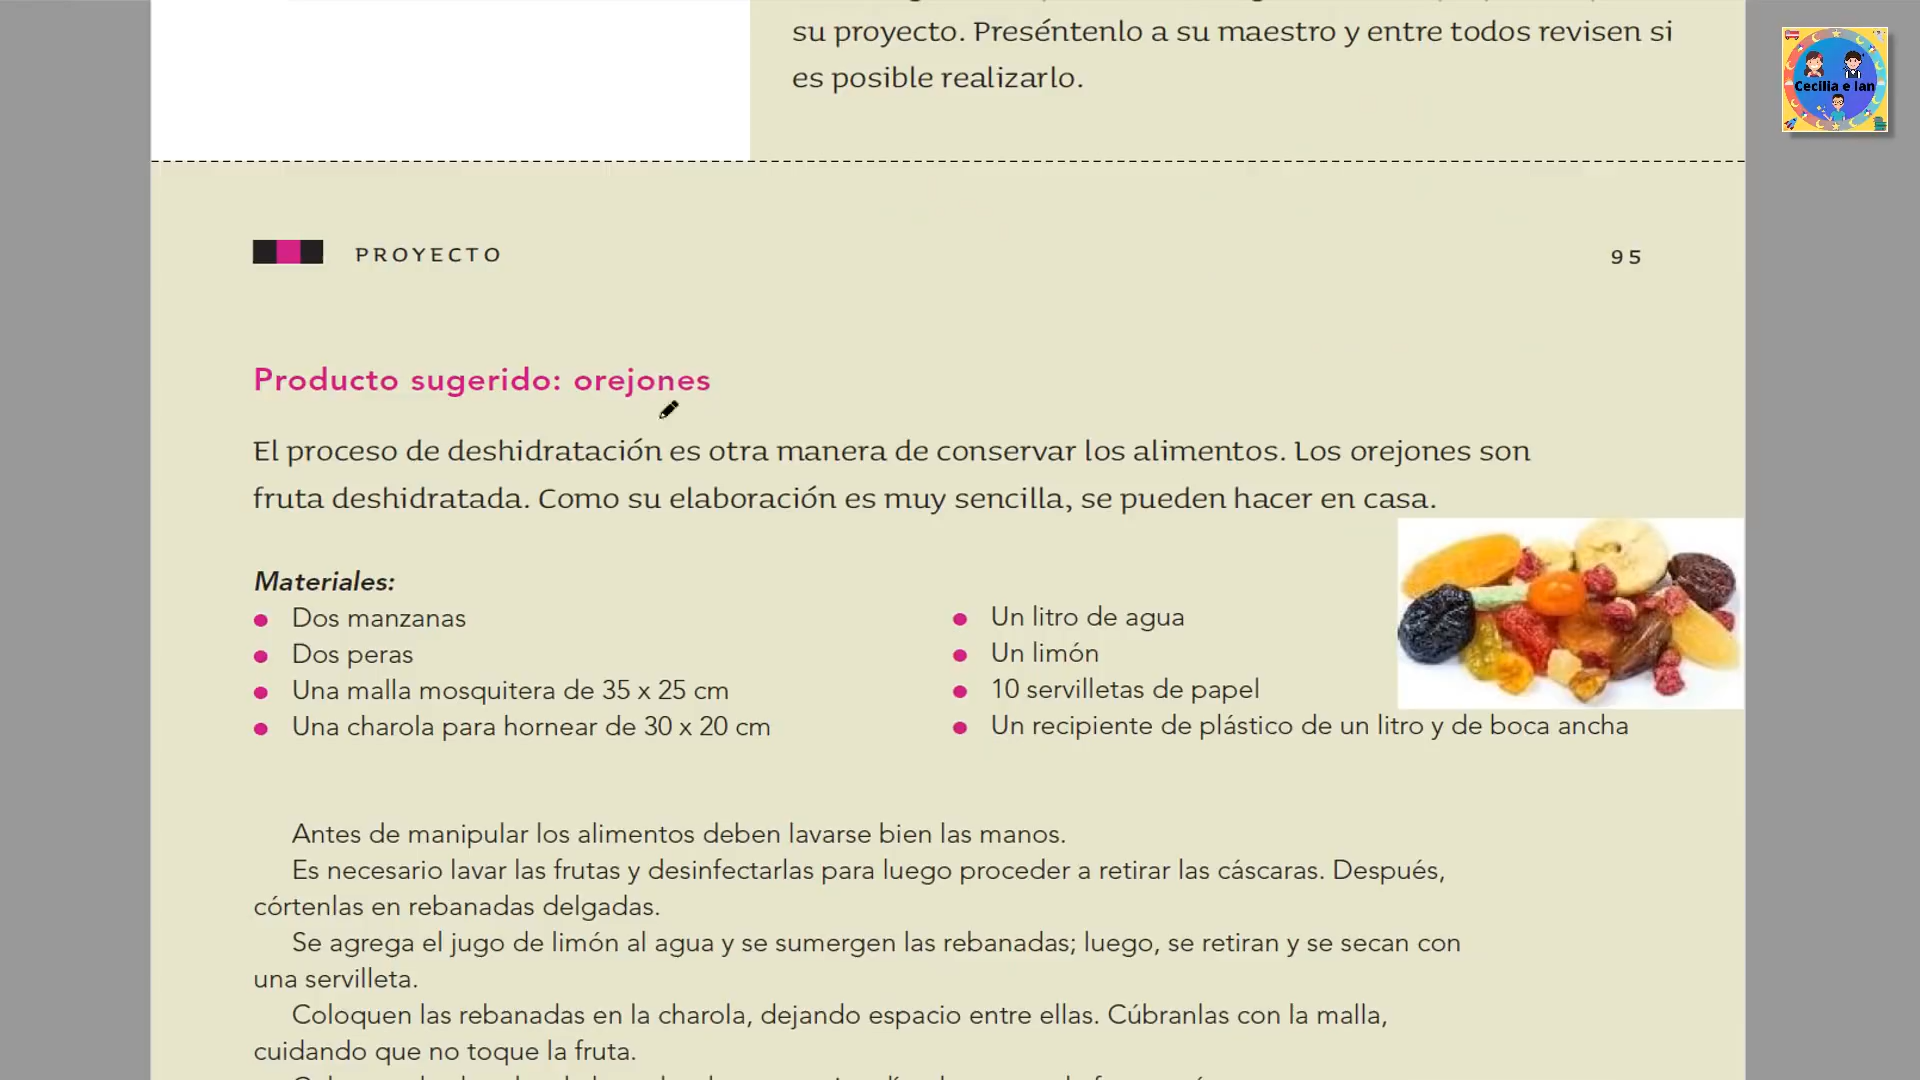 su proyecto. Preséntenlo a su maestro y entre todos revisen si
es posible realizarlo.
Cecilia e Ian
PROYECTO
95
Producto sugerido: orejones
El proceso de deshidratación es otra manera de conservar los alimentos. Los orejones son
fruta deshidratada. Como su elaboración es muy sencilla, se pueden hacer en casa.
Materiales:
Dos manzanas
Dos peras
Una malla mosquitera de 35 x 25 cm
Una charola para hornear de 30 x 20 cm
Un litro de agua
Un limón
10 servilletas de papel
Un recipiente de plástico de un litro y de boca ancha
Antes de manipular los alimentos deben lavarse bien las manos.
Es necesario lavar las frutas y desinfectarlas para luego proceder a retirar las cáscaras. Después,
córtenlas en rebanadas delgadas.
Se agrega el jugo de limón al agua y se sumergen las rebanadas; luego, se retiran y se secan con
una servilleta.
Coloquen las rebanadas en la charola, dejando espacio entre ellas. Cúbranlas con la malla,
cuidando que no toque la fruta.